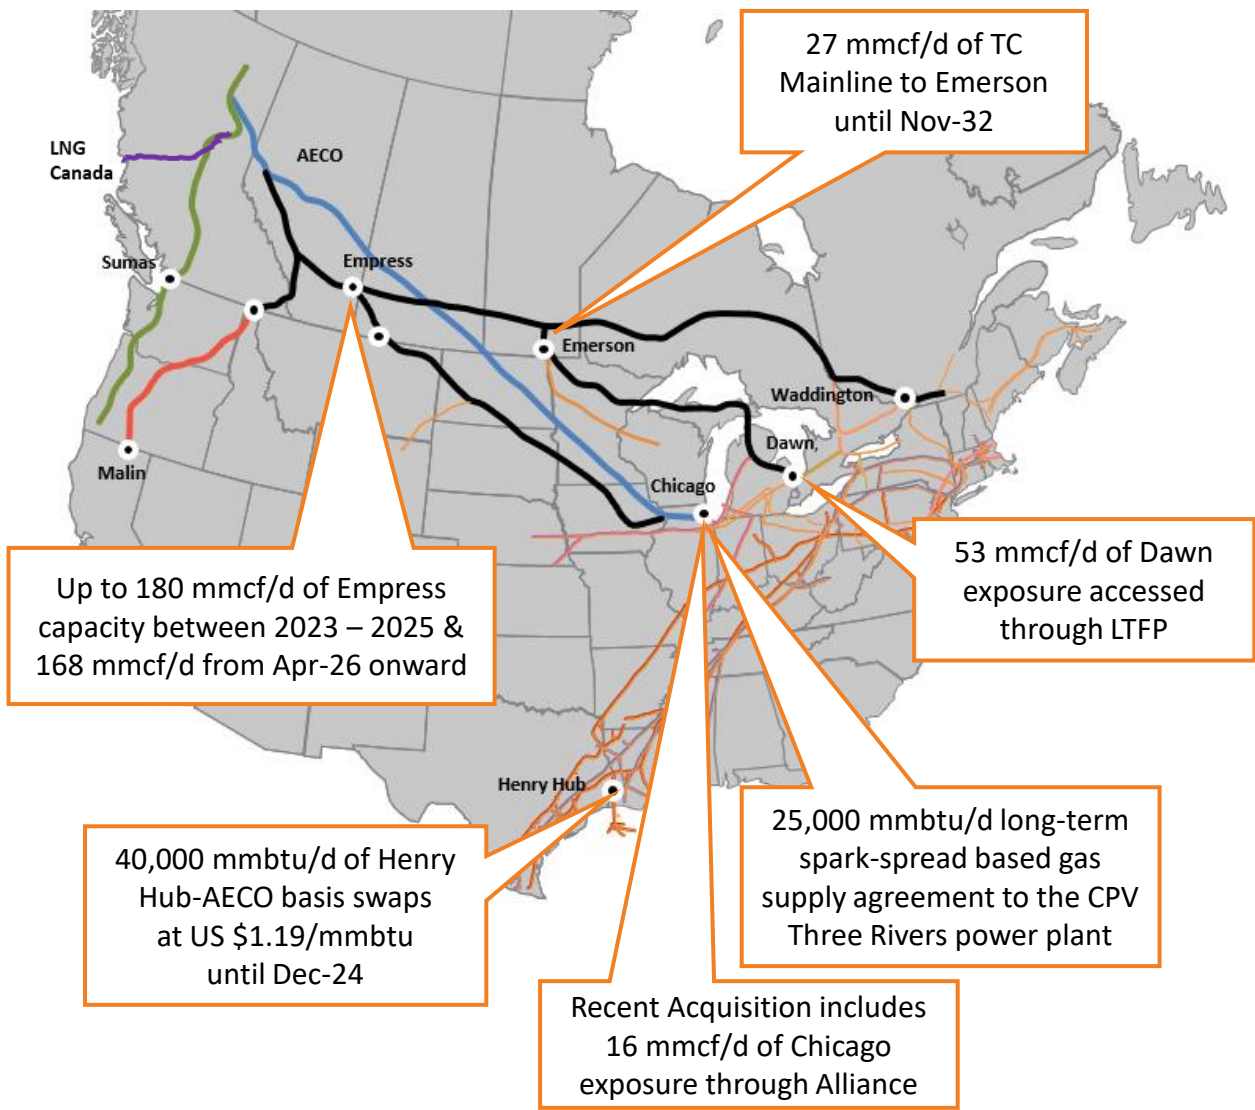 27 mmcf/d of TC
Mainline to Emerson
until Nov-32
LNG
Canada
AECO
Sumas
Empress
Emerson
Waddington
Dawn,
Malin
Chicago
53 mmcf/d of Dawn
exposure accessed
through LTFP
Up to 180 mmcf/d of Empress
capacity between 2023 – 2025 &
168 mmcf/d from Apr-26 onward
Henry Hub
40,000 mmbtu/d of Henry
Hub-AECO basis swaps
at US $1.19/mmbtu
until Dec-24
25,000 mmbtu/d long-term
spark-spread based gas
supply agreement to the CPV
Three Rivers power plant
Recent Acquisition includes
16 mmcf/d of Chicago
exposure through Alliance